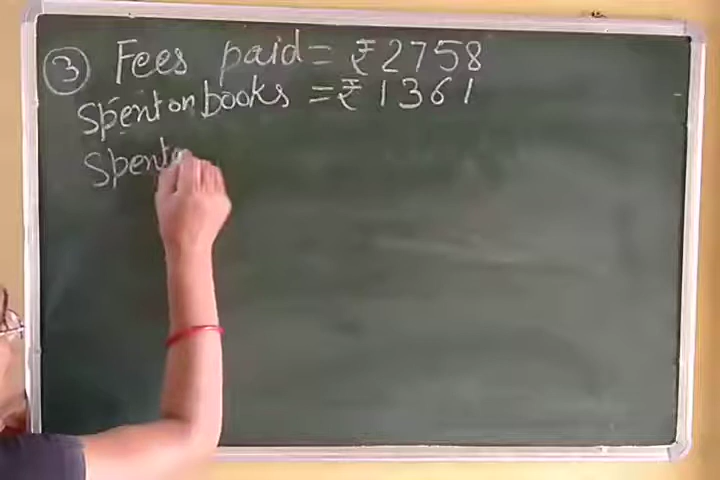 3 Fees paid = ₹2758
Spent on books = ₹ 1361
Spent